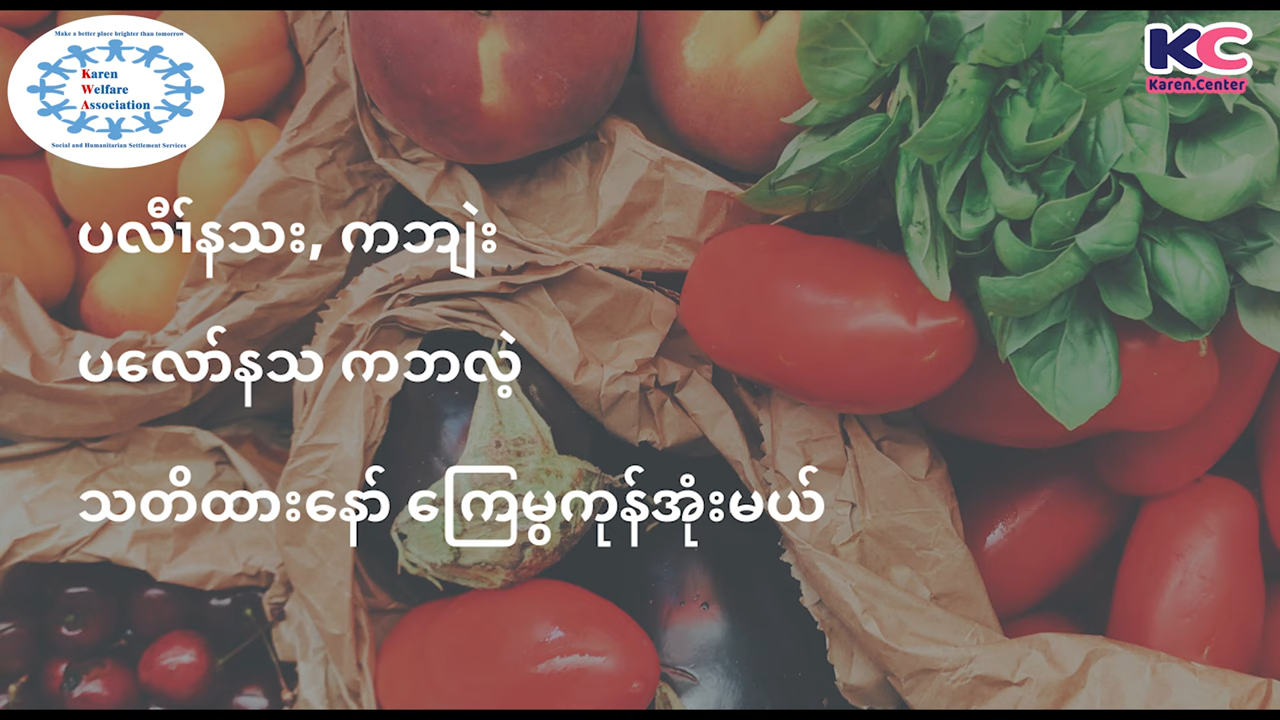 Make a better place brighter than tomorrow
Karen
Welfare
Association
Social and Humanitarian Settlement Services
KC
Karen.Center
ပလီၢ်နသး, ကဘျဲး
ပလော်နသ ကဘလဲ့
သတိထားနော် ကြေမွကုန်အုံးမယ်